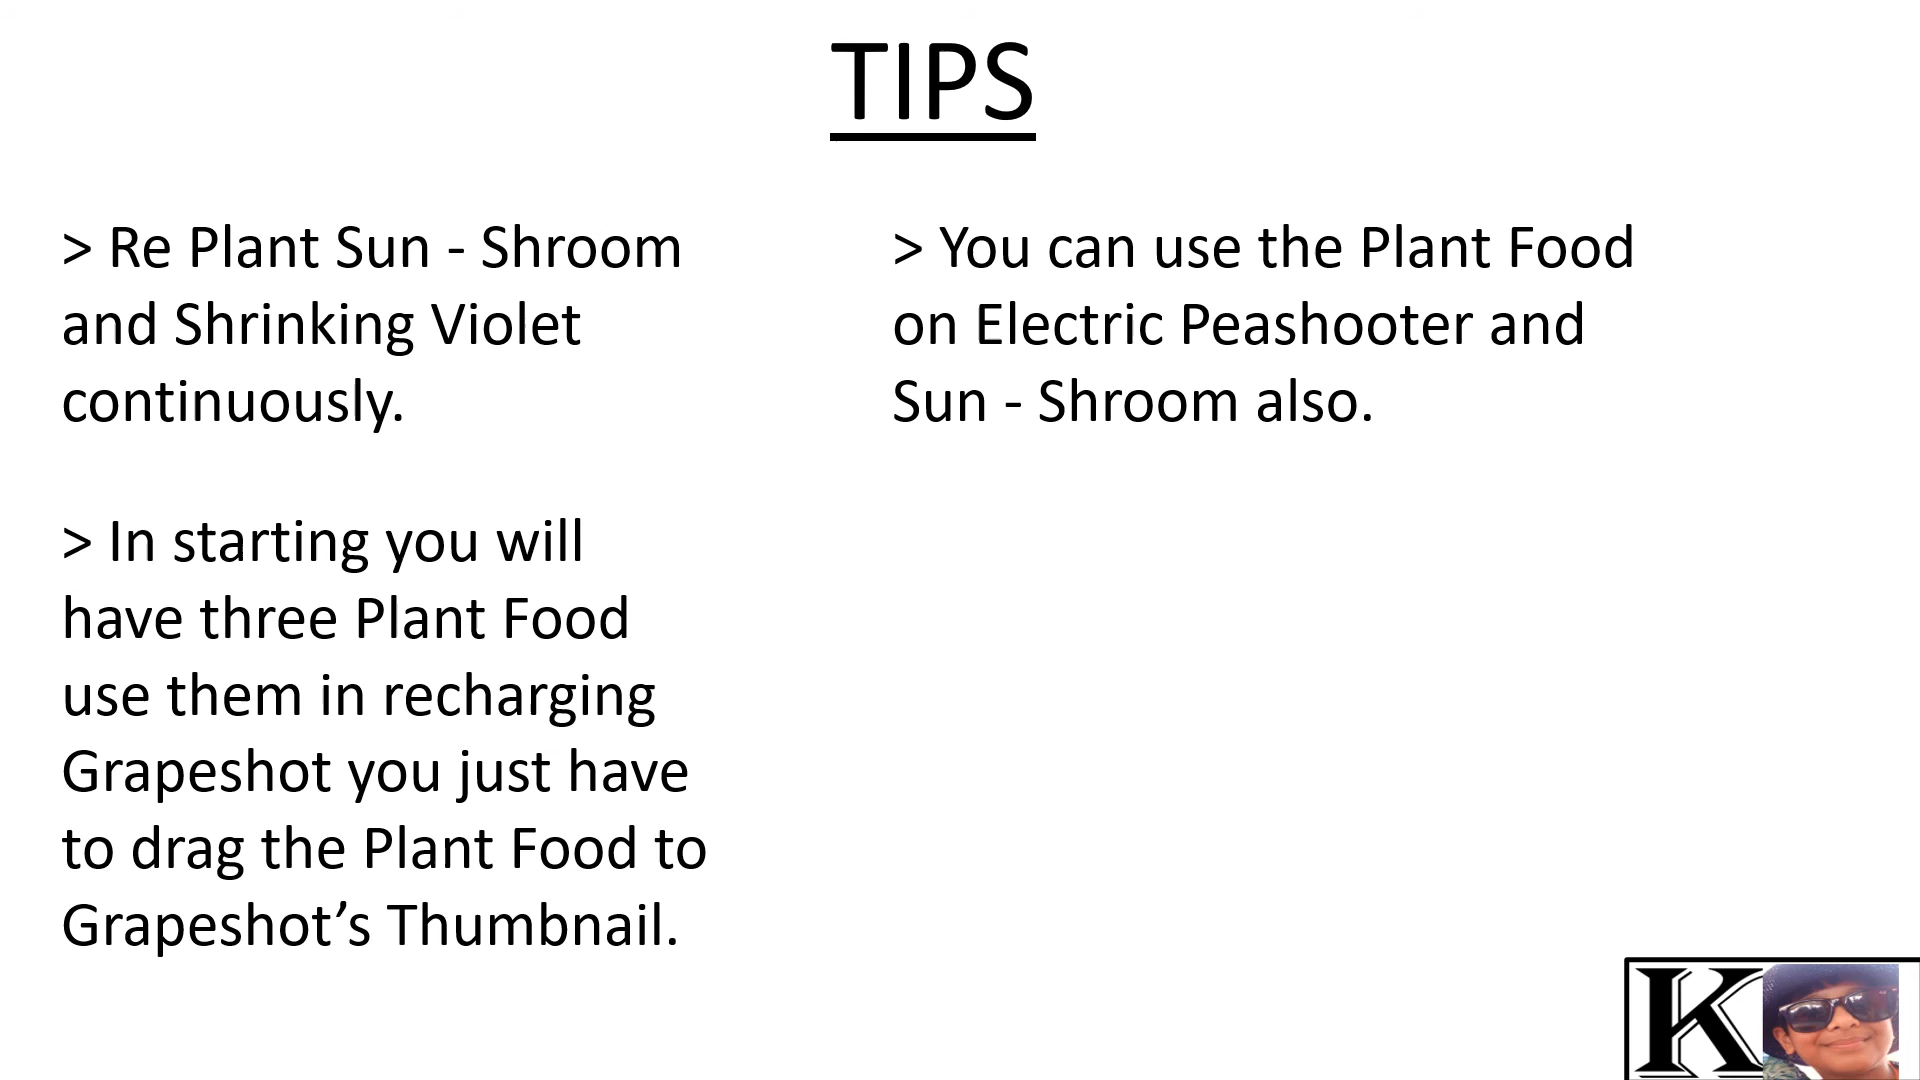 TIPS
> Re Plant Sun - Shroom
and Shrinking Violet
continuously.
> In starting you will
have three Plant Food
use them in recharging
Grapeshot you just have
to drag the Plant Food to
Grapeshot’s Thumbnail.
> You can use the Plant Food
on Electric Peashooter and
Sun - Shroom also.
K